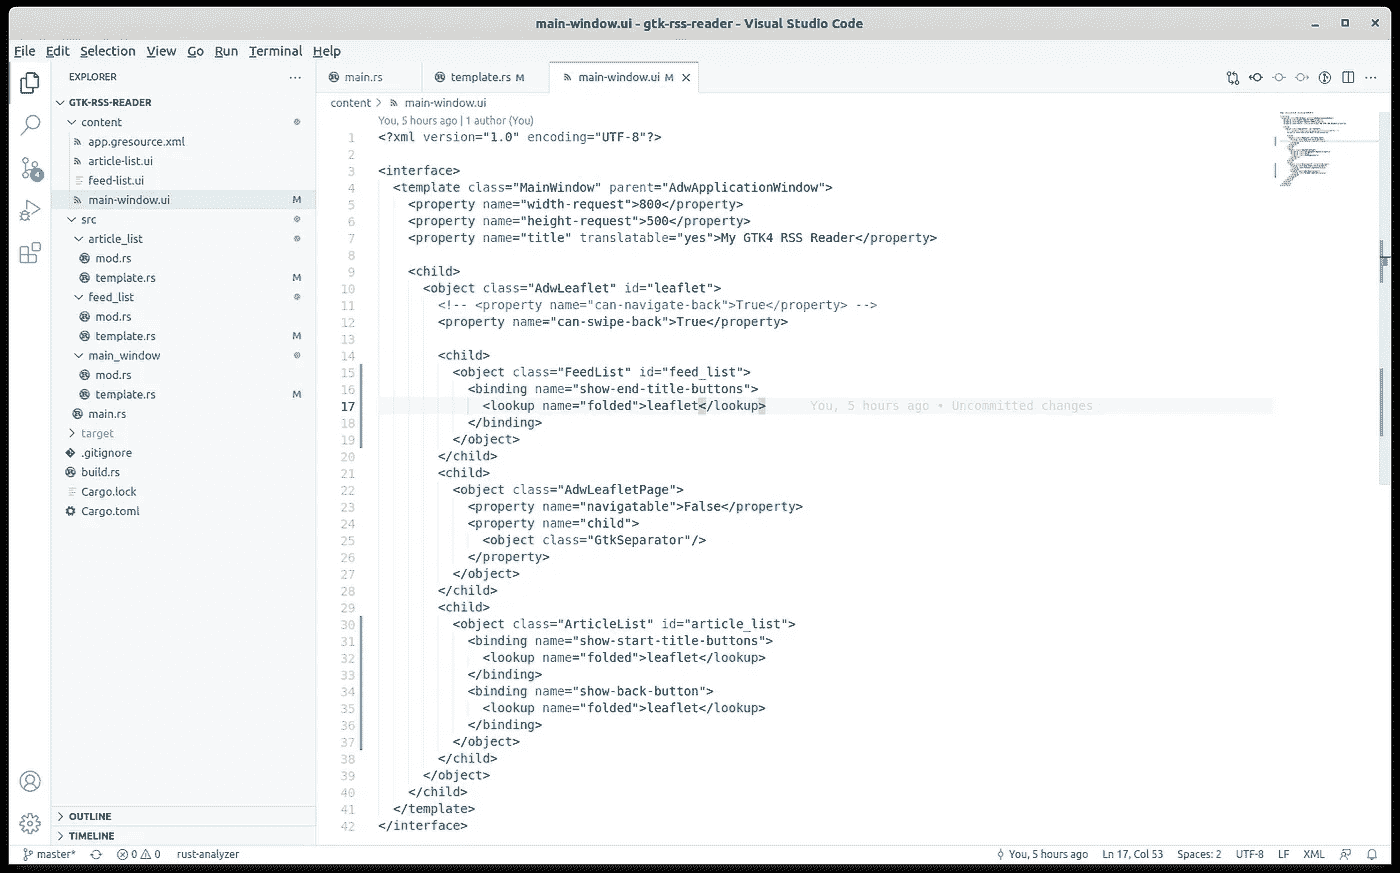 main-window.ui - gtk-rss-reader - Visual Studio Code
File Edit Selection View Go Run Terminal Help
EXPLORER
GTK-RSS-READER
content
app.gresource.xml
article-list.ui
feed-list.ui
main-window.ui M
src
article_list
mod.rs
template.rs M
feed_list
mod.rs
template.rs M
main_window
mod.rs
template.rs M
main.rs
target
.gitignore
build.rs
Cargo.lock
Cargo.toml
OUTLINE
TIMELINE
4
main.rs template.rs M main-window.ui M
content > main-window.ui
You, 5 hours ago | 1 author (You)
1 <?xml version="1.0" encoding="UTF-8"?>
2
3 <interface>
4 <template class="MainWindow" parent="AdwApplicationWindow">
5 <property name="width-request">800</property>
6 <property name="height-request">500</property>
7 <property name="title" translatable="yes">My GTK4 RSS Reader</property>
8
9 <child>
10 <object class="AdwLeaflet" id="leaflet">
11 <!-- <property name="can-navigate-back">True</property> -->
12 <property name="can-swipe-back">True</property>
13
14 <child>
15 <object class="FeedList" id="feed_list">
16 <binding name="show-end-title-buttons">
17 <lookup name="folded">leaflet</lookup> You, 5 hours ago • Uncommitted changes
18 </binding>
19 </object>
20 </child>
21 <child>
22 <object class="AdwLeafletPage">
23 <property name="navigatable">False</property>
24 <property name="child">
25 <object class="GtkSeparator"/>
26 </property>
27 </object>
28 </child>
29 <child>
30 <object class="ArticleList" id="article_list">
31 <binding name="show-start-title-buttons">
32 <lookup name="folded">leaflet</lookup>
33 </binding>
34 <binding name="show-back-button">
35 <lookup name="folded">leaflet</lookup>
36 </binding>
37 </object>
38 </child>
39 </object>
40 </child>
41 </template>
42 </interface>
master* 0 0 rust-analyzer You, 5 hours ago Ln 17, Col 53 Spaces: 2 UTF-8 LF XML